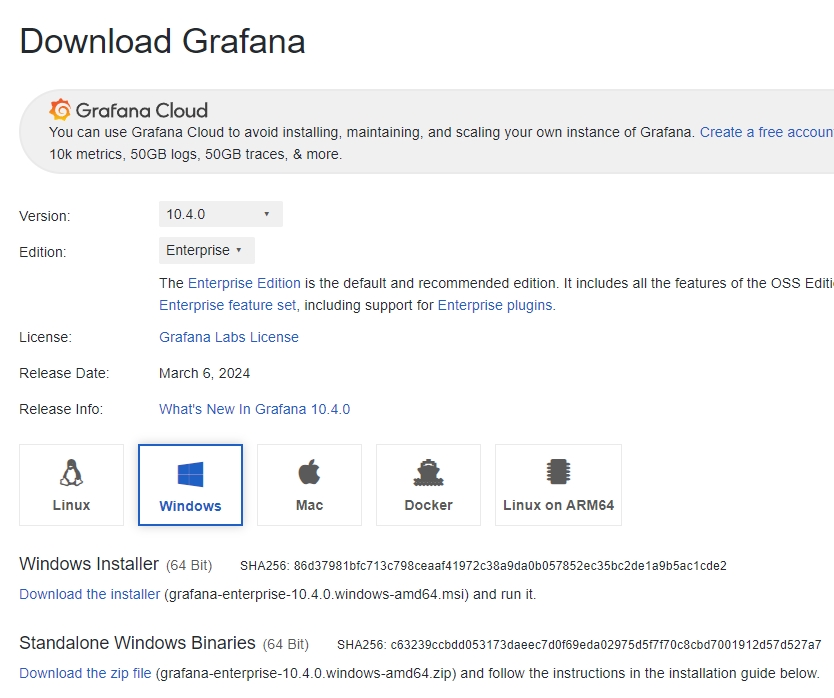 Download Grafana
Grafana Cloud
You can use Grafana Cloud to avoid installing, maintaining, and scaling your own instance of Grafana. Create a free accoun
10k metrics, 50GB logs, 50GB traces, & more.
Version: 10.4.0
Edition: Enterprise
The Enterprise Edition is the default and recommended edition. It includes all the features of the OSS Editi
Enterprise feature set, including support for Enterprise plugins.
License: Grafana Labs License
Release Date: March 6, 2024
Release Info: What's New In Grafana 10.4.0
Linux Windows Mac Docker Linux on ARM64
Windows Installer (64 Bit) SHA256: 86d37981bfc713c798ceaaf41972c38a9da0b057852ec35bc2de1a9b5ac1cde2
Download the installer (grafana-enterprise-10.4.0.windows-amd64.msi) and run it.
Standalone Windows Binaries (64 Bit) SHA256: c63239ccbdd053173daeec7d0f69eda02975d5f7f70c8cbd7001912d57d527a7
Download the zip file (grafana-enterprise-10.4.0.windows-amd64.zip) and follow the instructions in the installation guide below.